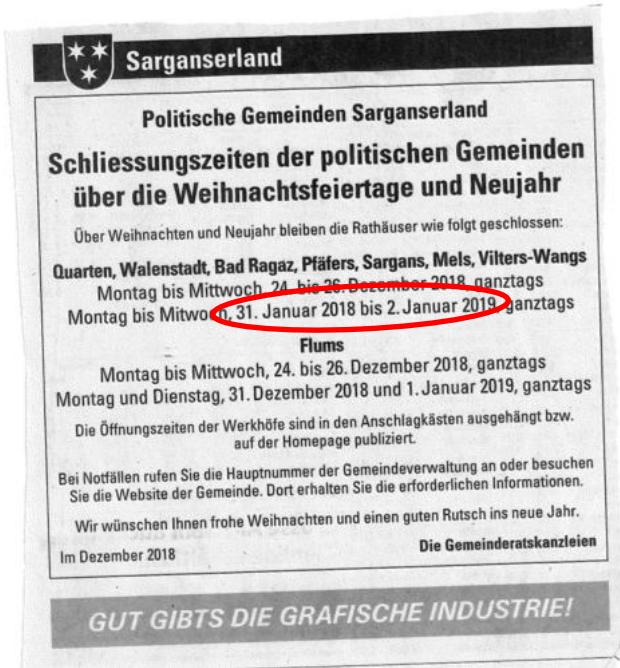 Sarganserland
Politische Gemeinden Sarganserland
Schliessungszeiten der politischen Gemeinden
über die Weihnachtsfeiertage und Neujahr
Über Weihnachten und Neujahr bleiben die Rathäuser wie folgt geschlossen:
Quarten, Walenstadt, Bad Ragaz, Pfäfers, Sargans, Mels, Vilters-Wangs
Montag bis Mittwoch, 24. bis 26. Dezember 2018, ganztags
Montag bis Mitwoch, 31. Januar 2018 bis 2. Januar 2019, ganztags
Flums
Montag bis Mittwoch, 24. bis 26. Dezember 2018, ganztags
Montag und Dienstag, 31. Dezember 2018 und 1. Januar 2019, ganztags
Die Öffnungszeiten der Werkhöfe sind in den Anschlagkästen ausgehängt bzw.
auf der Homepage publiziert.
Bei Notfällen rufen Sie die Hauptnummer der Gemeindeverwaltung an oder besuchen
Sie die Website der Gemeinde. Dort erhalten Sie die erforderlichen Informationen.
Wir wünschen Ihnen frohe Weihnachten und einen guten Rutsch ins neue Jahr.
Im Dezember 2018 Die Gemeinderatskanzleien
GUT GIBTS DIE GRAFISCHE INDUSTRIE!